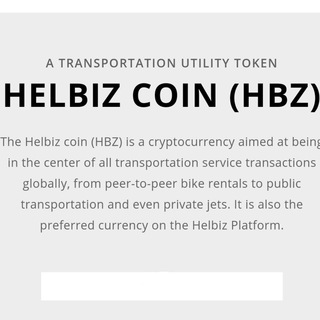 A TRANSPORTATION UTILITY TOKEN
HELBIZ COIN (HBZ)
The Helbiz coin (HBZ) is a cryptocurrency aimed at being
in the center of all transportation service transactions
globally, from peer-to-peer bike rentals to public
transportation and even private jets. It is also the
preferred currency on the Helbiz Platform.